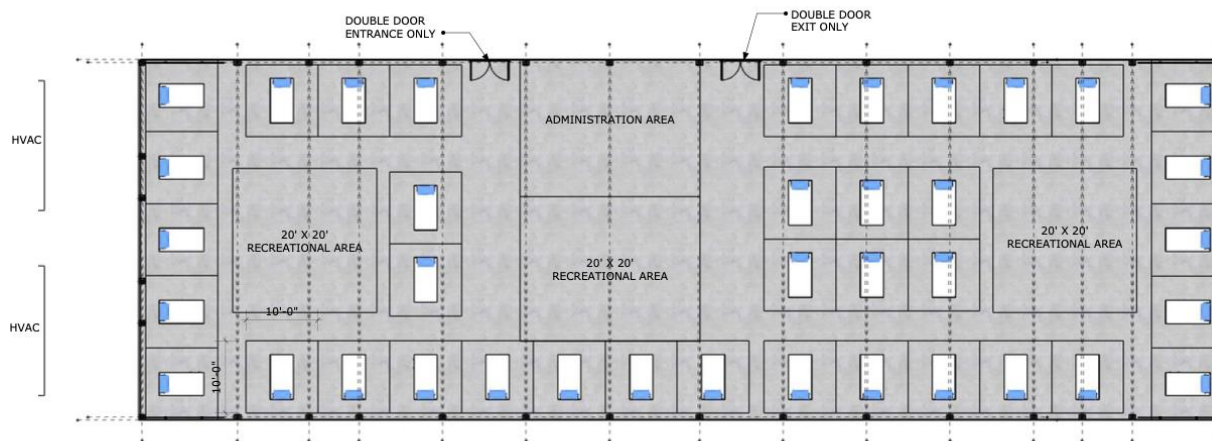 DOUBLE DOOR
ENTRANCE ONLY
DOUBLE DOOR
EXIT ONLY
HVAC
ADMINISTRATION AREA
20' X 20'
RECREATIONAL AREA
20' X 20'
RECREATIONAL AREA
20' X 20'
RECREATIONAL AREA
10'-0"
HVAC
10'-0"